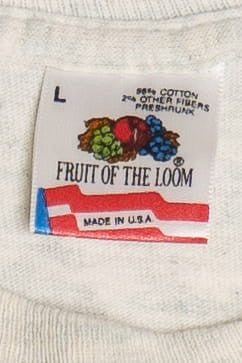 L
98% COTTON
2% OTHER FIBERS
PRESHRUNK
FRUIT OF THE LOOM®
MADE IN U.S.A.